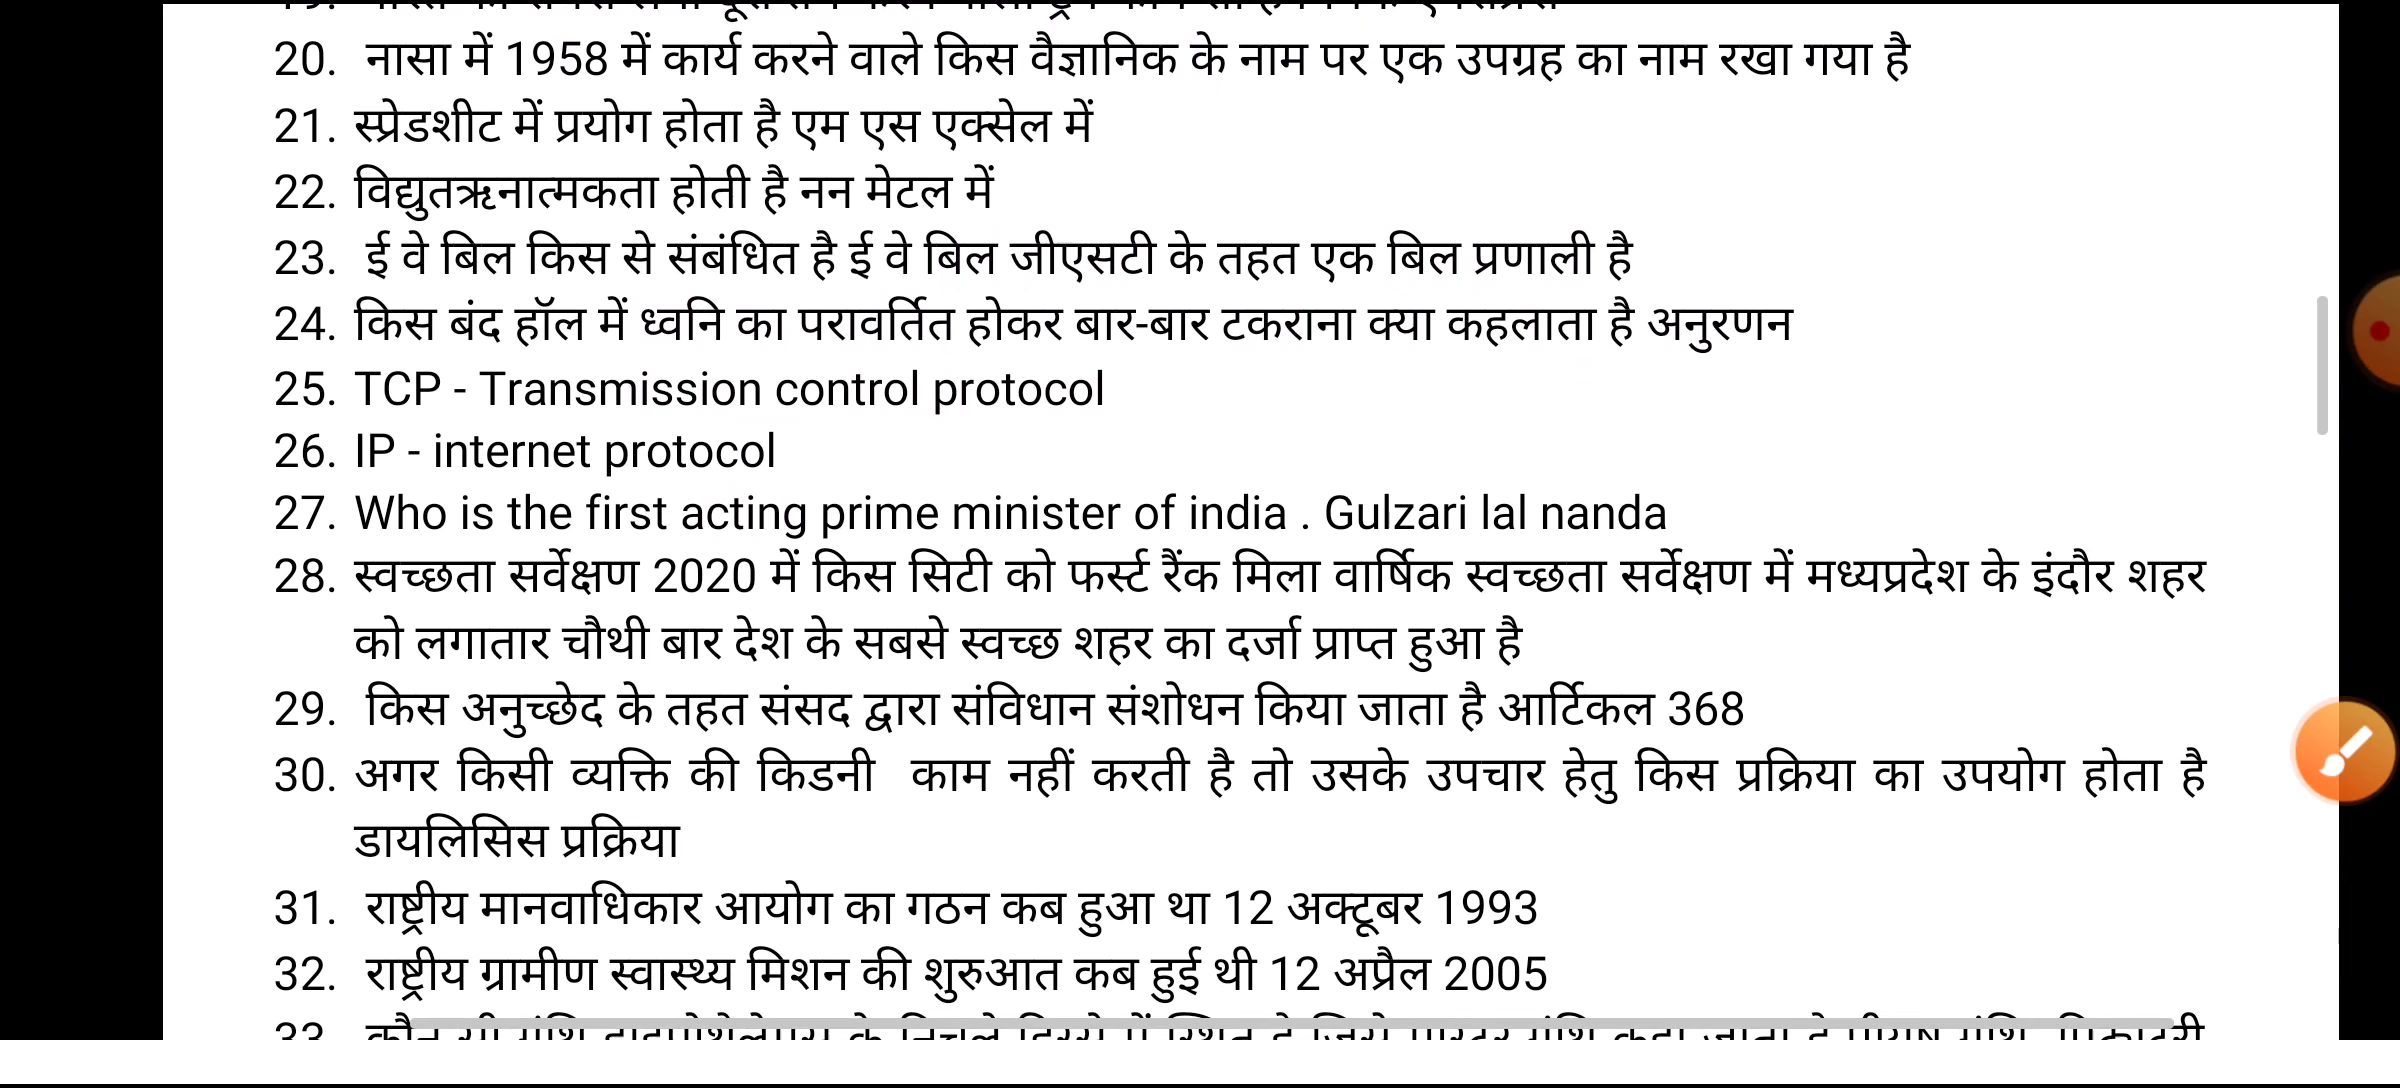 20. नासा में 1958 में कार्य करने वाले किस वैज्ञानिक के नाम पर एक उपग्रह का नाम रखा गया है
21. स्प्रेडशीट में प्रयोग होता है एम एस एक्सेल में
22. विद्युतऋनात्मकता होती है नन मेटल में
23. ई वे बिल किस से संबंधित है ई वे बिल जीएसटी के तहत एक बिल प्रणाली है
24. किस बंद हॉल में ध्वनि का परावर्तित होकर बार-बार टकराना क्या कहलाता है अनुरणन
25. TCP - Transmission control protocol
26. IP - internet protocol
27. Who is the first acting prime minister of india . Gulzari lal nanda
28. स्वच्छता सर्वेक्षण 2020 में किस सिटी को फर्स्ट रैंक मिला वार्षिक स्वच्छता सर्वेक्षण में मध्यप्रदेश के इंदौर शहर
को लगातार चौथी बार देश के सबसे स्वच्छ शहर का दर्जा प्राप्त हुआ है
29. किस अनुच्छेद के तहत संसद द्वारा संविधान संशोधन किया जाता है आर्टिकल 368
30. अगर किसी व्यक्ति की किडनी काम नहीं करती है तो उसके उपचार हेतु किस प्रक्रिया का उपयोग होता है
डायलिसिस प्रक्रिया
31. राष्ट्रीय मानवाधिकार आयोग का गठन कब हुआ था 12 अक्टूबर 1993
32. राष्ट्रीय ग्रामीण स्वास्थ्य मिशन की शुरुआत कब हुई थी 12 अप्रैल 2005